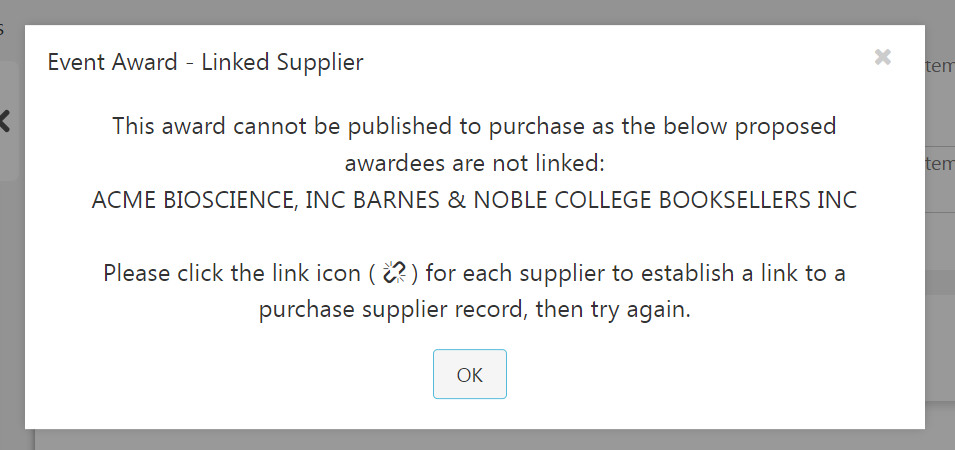 s
Event Award - Linked Supplier
tem
This award cannot be published to purchase as the below proposed
awardees are not linked:
tem
ACME BIOSCIENCE, INC BARNES & NOBLE COLLEGE BOOKSELLERS INC
Please click the link icon ( ) for each supplier to establish a link to a
purchase supplier record, then try again.
OK